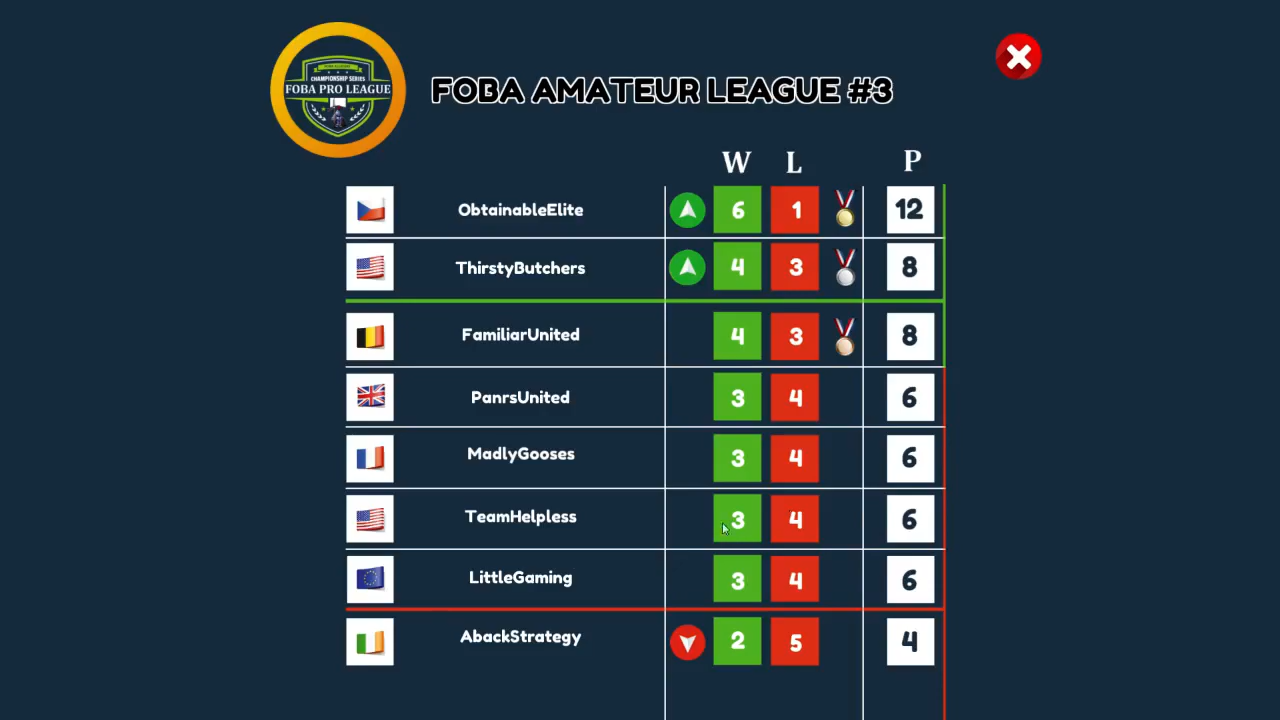 CHAMPIONSHIP SERIES
FOBA PRO LEAGUE
FOBA AMATEUR LEAGUE #3
W L P
ObtainableElite 6 1 12
ThirstyButchers 4 3 8
FamiliarUnited 4 3 8
PanrsUnited 3 4 6
MadlyGooses 3 4 6
TeamHelpless 3 4 6
LittleGaming 3 4 6
AbackStrategy 2 5 4